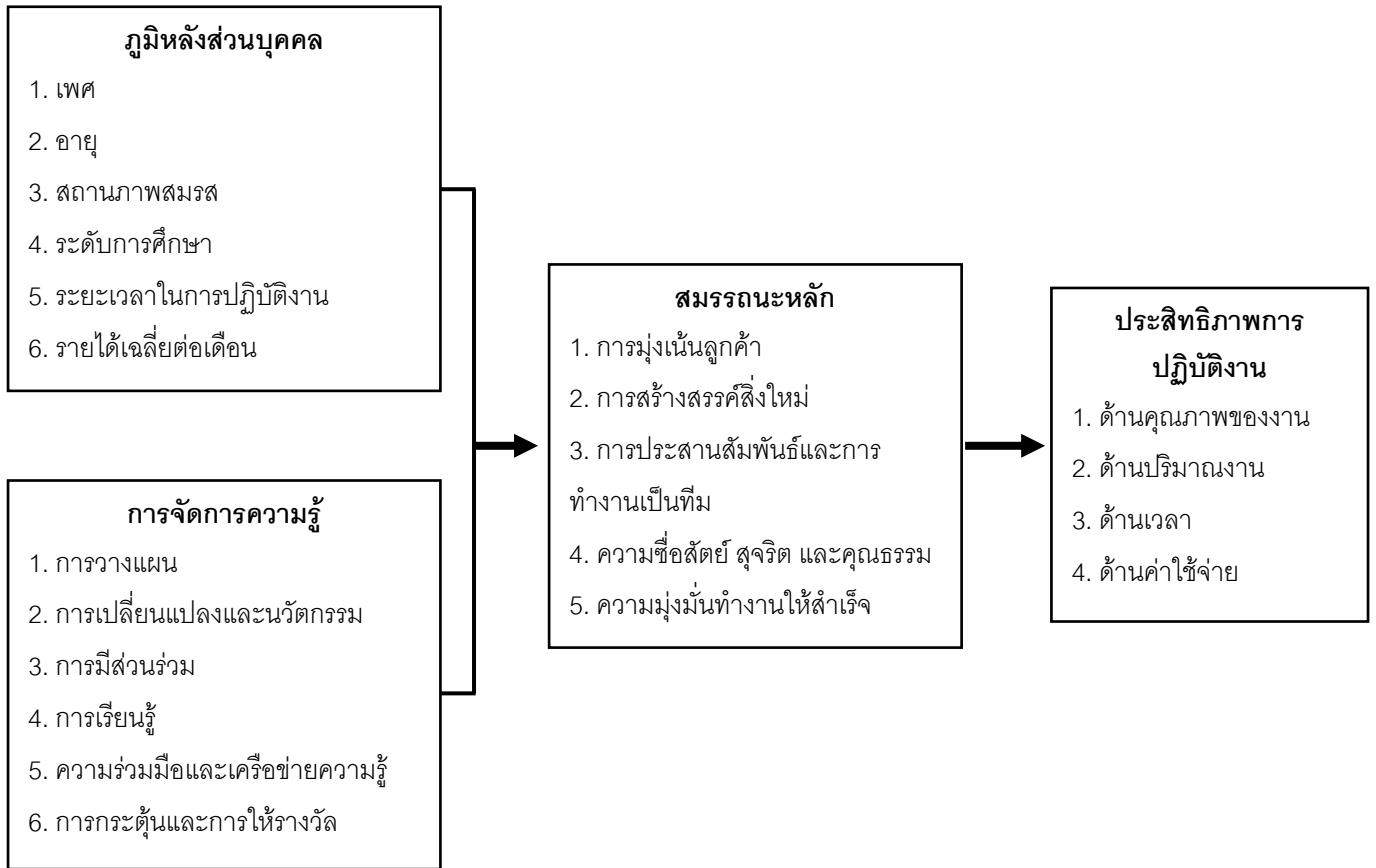 ภูมิหลังส่วนบุคคล
1. เพศ
2. อายุ
3. สถานภาพสมรส
4. ระดับการศึกษา
5. ระยะเวลาในการปฏิบัติงาน
6. รายได้เฉลี่ยต่อเดือน
การจัดการความรู้
1. การวางแผน
2. การเปลี่ยนแปลงและนวัตกรรม
3. การมีส่วนร่วม
4. การเรียนรู้
5. ความร่วมมือและเครือข่ายความรู้
6. การกระตุ้นและการให้รางวัล
สมรรถนะหลัก
1. การมุ่งเน้นลูกค้า
2. การสร้างสรรค์สิ่งใหม่
3. การประสานสัมพันธ์และการ
ทำงานเป็นทีม
4. ความซื่อสัตย์ สุจริต และคุณธรรม
5. ความมุ่งมั่นทำงานให้สำเร็จ
ประสิทธิภาพการ
ปฏิบัติงาน
1. ด้านคุณภาพของงาน
2. ด้านปริมาณงาน
3. ด้านเวลา
4. ด้านค่าใช้จ่าย